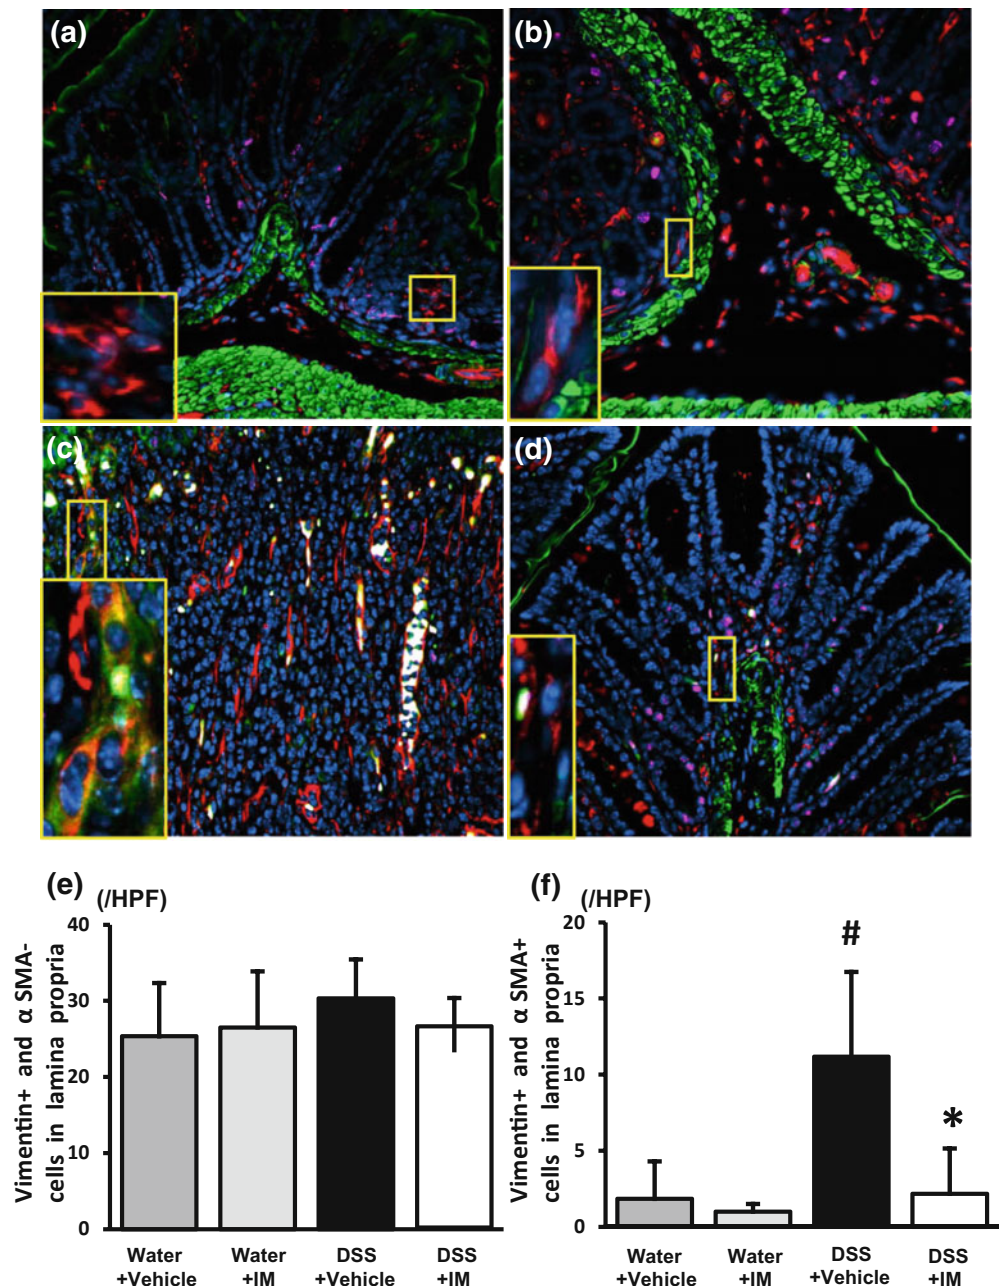 (a)
(b)
(c)
(d)
(e)
(/HPF)
Vimentin+ and α SMA-
cells in lamina propria
40
30
20
10
0
Water
+Vehicle
Water
+IM
DSS
+Vehicle
DSS
+IM
(f)
(/HPF)
Vimentin+ and α SMA+
cells in lamina propria
20
15
10
5
0
#
*
Water
+Vehicle
Water
+IM
DSS
+Vehicle
DSS
+IM